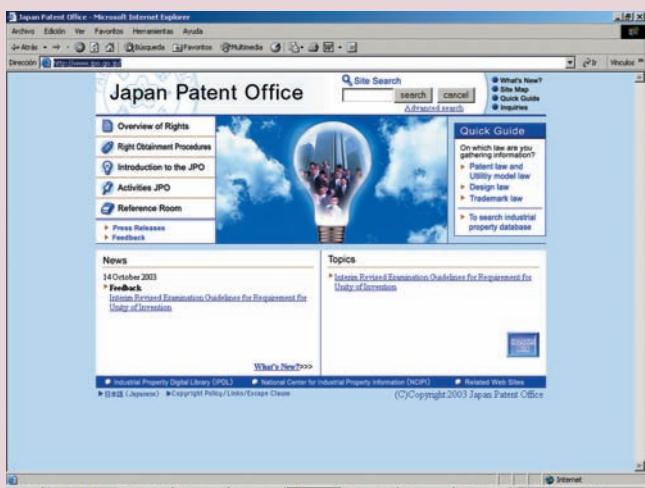 Japan Patent Office - Microsoft Internet Explorer
Archivo Edición Ver Favoritos Herramientas Ayuda
Atrás Búsqueda Favoritos Multimedia
Dirección http://www.jpo.go.jp/ Ir Vínculos »
Japan Patent Office
Site Search
search cancel
Advanced search
What's New?
Site Map
Quick Guide
Inquiries
Overview of Rights
Right Obtainment Procedures
Introduction to the JPO
Activities JPO
Reference Room
Press Releases
Feedback
Quick Guide
On which law are you
gathering information?
Patent law and
Utility model law
Design law
Trademark law
To search industrial
property database
News
14 October 2003
Feedback
Interim Revised Examination Guidelines for Requirement for
Unity of Invention
What's New?>>>
Topics
Interim Revised Examination Guidelines for Requirement for
Unity of Invention
Industrial Property Digital Library (IPDL) National Center for Industrial Property Information (NCIPI) Related Web Sites
日本語 (Japanese) Copyright Policy/Links/Escape Clause (C)Copyright 2003 Japan Patent Office
Internet